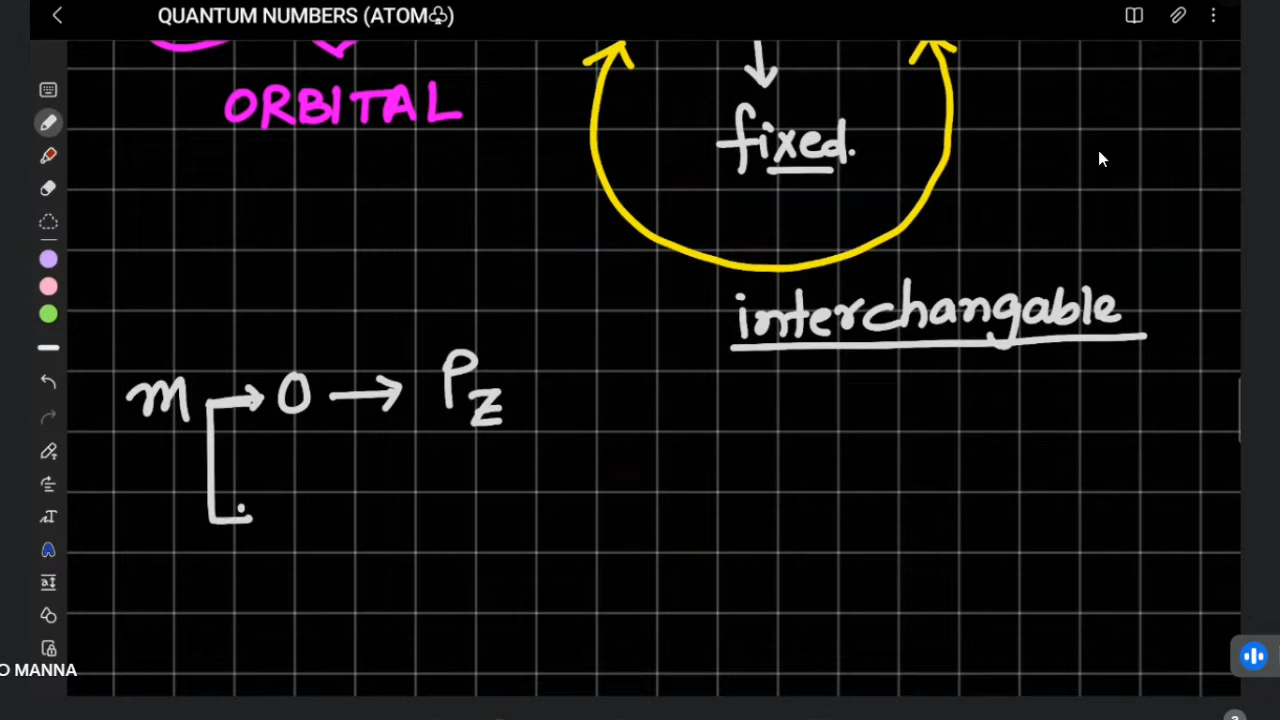 QUANTUM NUMBERS (ATOM♧)
ORBITAL
fixed.
interchangable
m → 0 → Pz
O MANNA